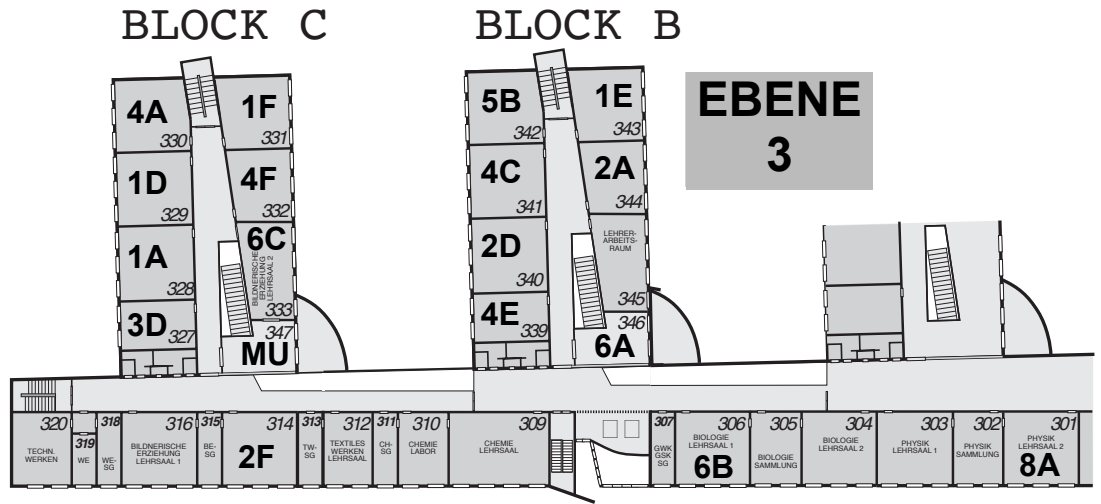 BLOCK C
BLOCK B
EBENE
3
4A
330
1F
331
1D
329
4F
332
1A
328
6C
BILDNERISCHE
ERZIEHUNG
LEHRSAAL 2
333
3D
327
347
MU
5B
342
1E
343
4C
341
2A
344
2D
340
LEHRER-
ARBEITS-
RAUM
345
4E
339
346
6A
320
TECHN.
WERKEN
319
WE
318
WE-
SG
316
BILDNERISCHE
ERZIEHUNG
LEHRSAAL 1
315
BE-
SG
314
2F
313
TW-
SG
312
TEXTILES
WERKEN
LEHRSAAL
311
CH-
SG
310
CHEMIE
LABOR
309
CHEMIE
LEHRSAAL
307
GWK
GSK
SG
306
BIOLOGIE
LEHRSAAL 1
6B
305
BIOLOGIE
SAMMLUNG
304
BIOLOGIE
LEHRSAAL 2
303
PHYSIK
LEHRSAAL 1
302
PHYSIK
SAMMLUNG
301
PHYSIK
LEHRSAAL 2
8A